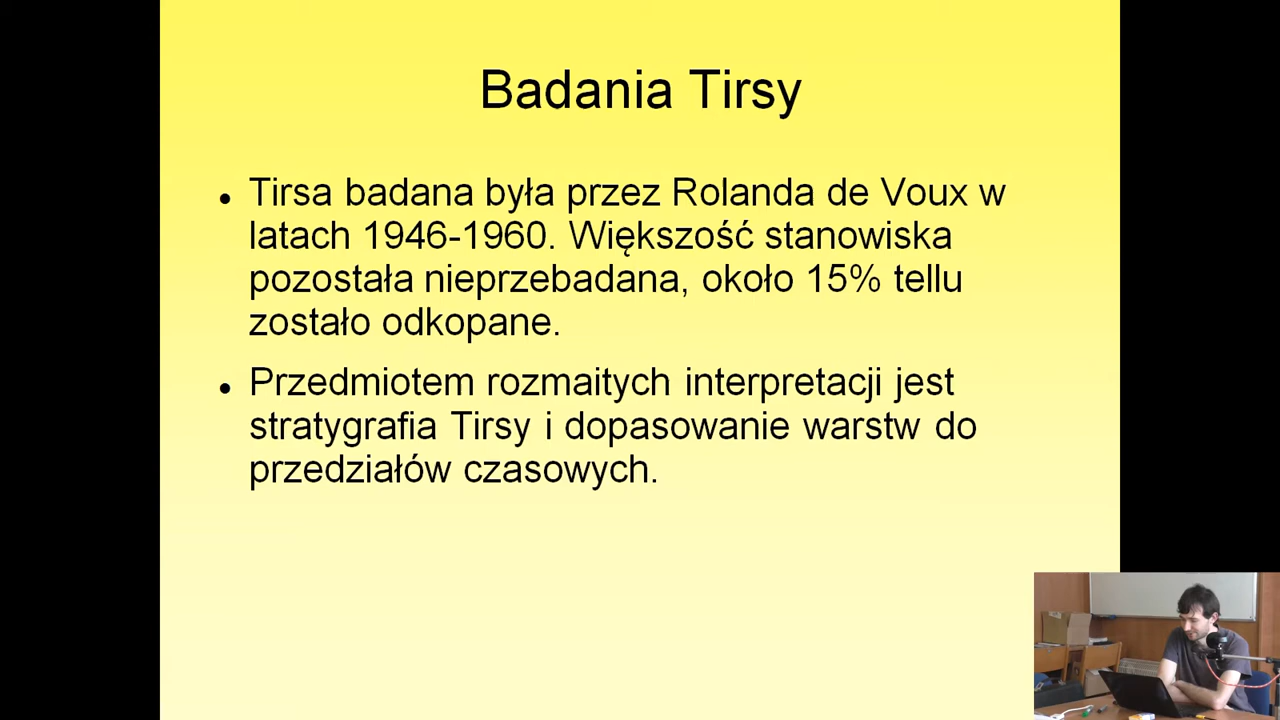 Badania Tirsy
• Tirsa badana była przez Rolanda de Voux w
latach 1946-1960. Większość stanowiska
pozostała nieprzebadana, około 15% tellu
zostało odkopane.
• Przedmiotem rozmaitych interpretacji jest
stratygrafia Tirsy i dopasowanie warstw do
przedziałów czasowych.